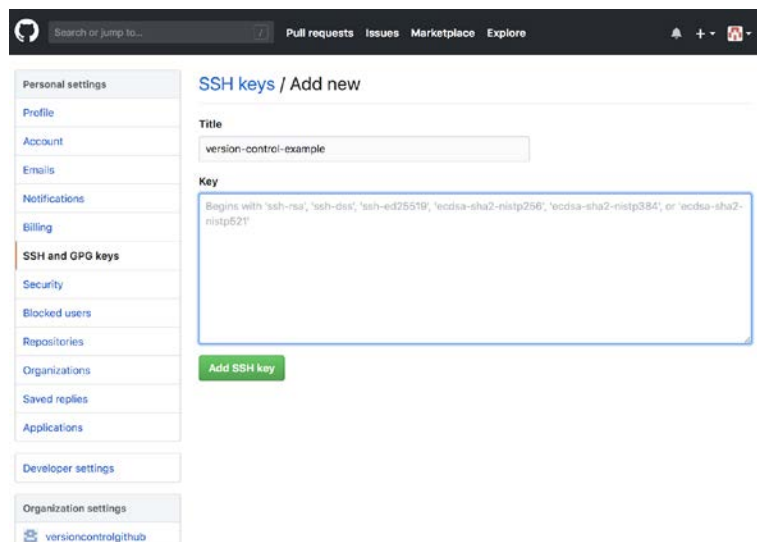 Search or jump to...
/
Pull requests Issues Marketplace Explore
Personal settings
Profile
Account
Emails
Notifications
Billing
SSH and GPG keys
Security
Blocked users
Repositories
Organizations
Saved replies
Applications
Developer settings
Organization settings
versioncontrolgithub
SSH keys / Add new
Title
version-control-example
Key
Begins with 'ssh-rsa', 'ssh-dss', 'ssh-ed25519', 'ecdsa-sha2-nistp256', 'ecdsa-sha2-nistp384', or 'ecdsa-sha2-
nistp521'
Add SSH key